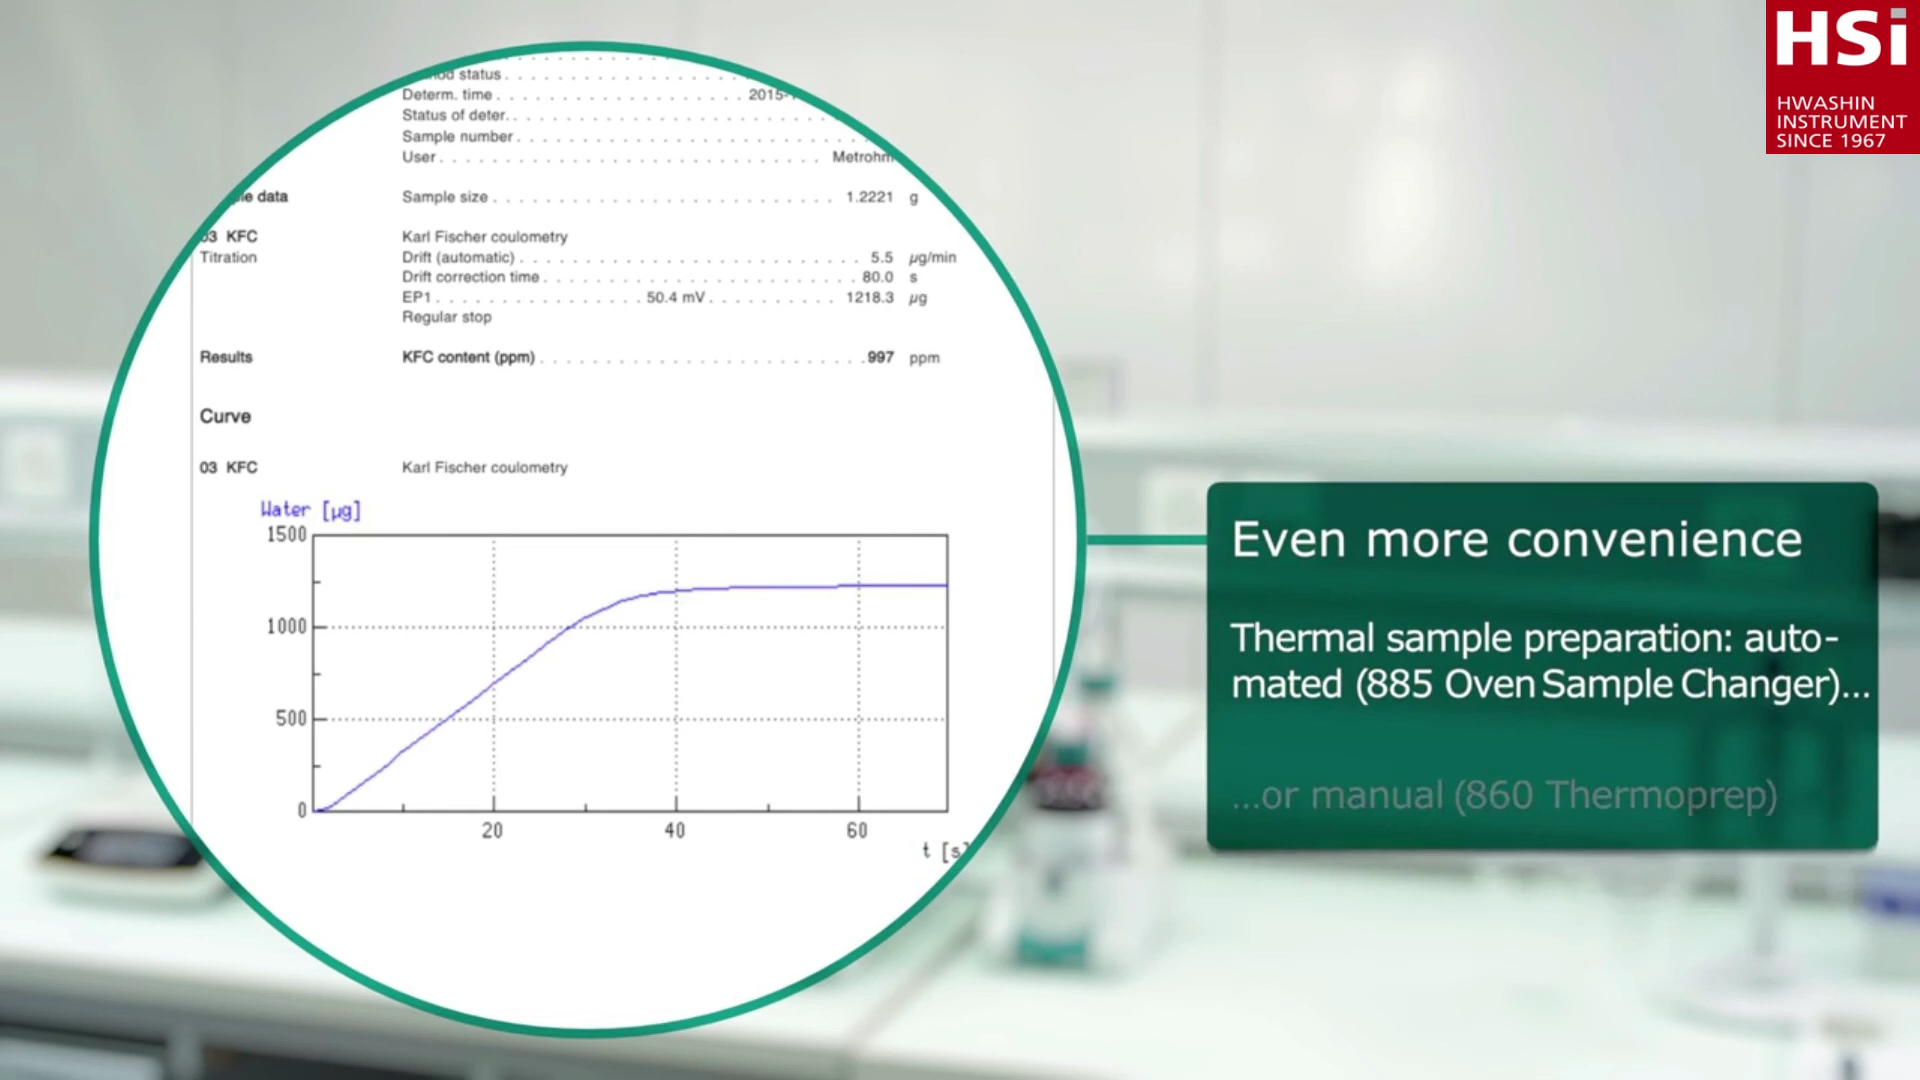 HSi
HWASHIN
INSTRUMENT
SINCE 1967
status
Determ. time 2015-
Status of deter..
Sample number
User Metrohm
data Sample size 1.2221 g
03 KFC Karl Fischer coulometry
Titration Drift (automatic) 5.5 µg/min
Drift correction time 80.0 s
EP1 50.4 mV 1218.3 µg
Regular stop
Results KFC content (ppm) 997 ppm
Curve
03 KFC Karl Fischer coulometry
Water [µg]
1500
1000
500
0
20 40 60
t [s]
Even more convenience
Thermal sample preparation: auto-
mated (885 Oven Sample Changer)...
...or manual (860 Thermoprep)